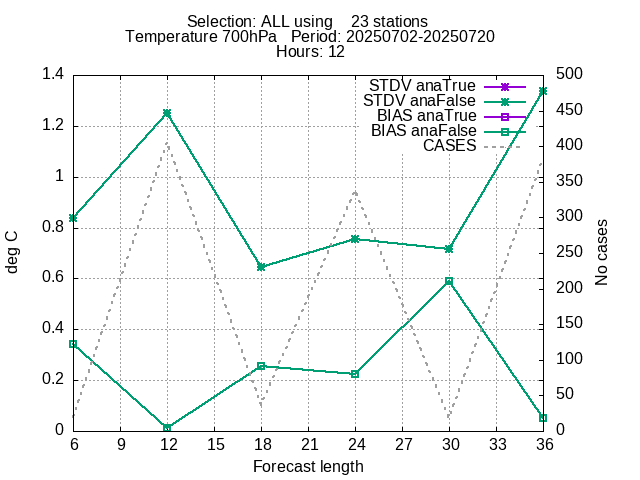 Selection: ALL using    23 stations
Temperature 700hPa   Period: 20250702-20250720
Hours: 12
STDV anaTrue
STDV anaFalse
BIAS anaTrue
BIAS anaFalse
CASES
deg C
1.4
1.2
1
0.8
0.6
0.4
0.2
0
No cases
500
450
400
350
300
250
200
150
100
50
0
6 9 12 15 18 21 24 27 30 33 36
Forecast length